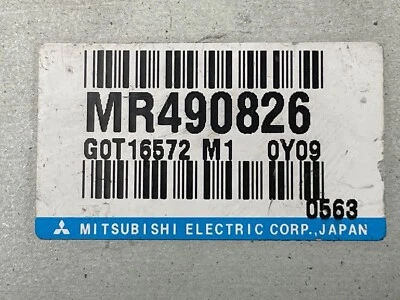 MR490826
G0T16572 M1 0Y09
0563
MITSUBISHI ELECTRIC CORP.,JAPAN